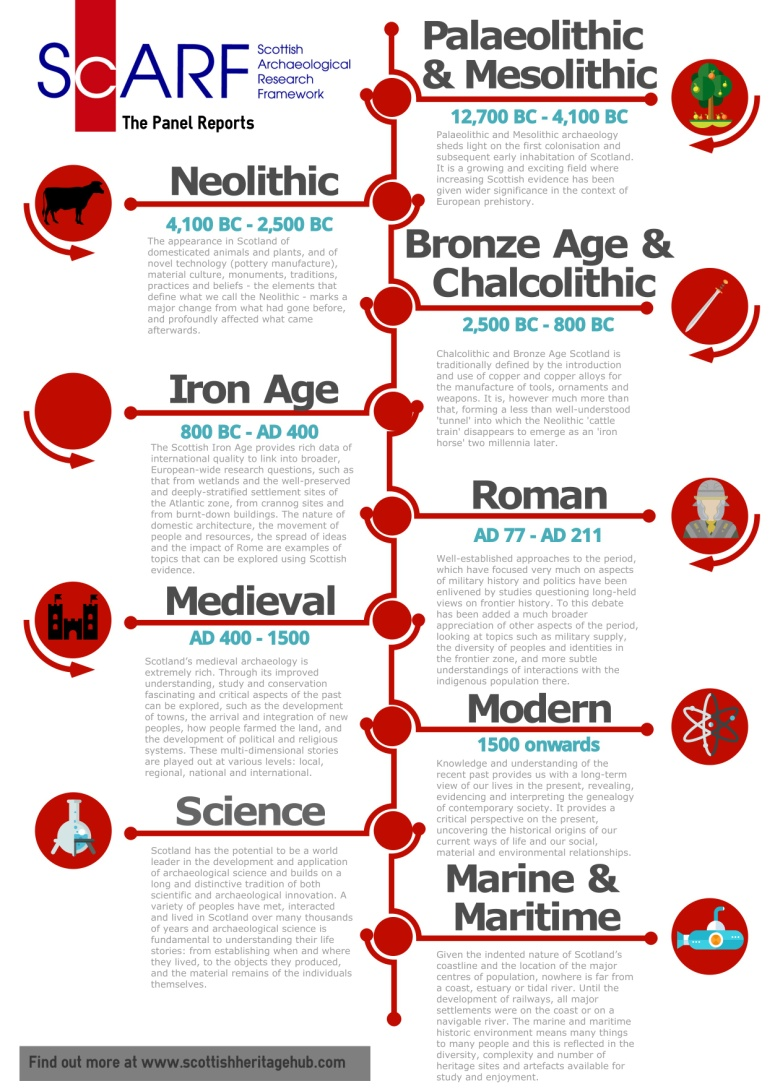 ScARF
Scottish
Archaeological
Research
Framework
The Panel Reports
Palaeolithic
& Mesolithic
12,700 BC - 4,100 BC
Palaeolithic and Mesolithic archaeology
sheds light on the first colonisation and
subsequent early inhabitation of Scotland.
It is a growing and exciting field where
increasing Scottish evidence has been
given wider significance in the context of
European prehistory.
Neolithic
4,100 BC - 2,500 BC
The appearance in Scotland of
domesticated animals and plants, and of
novel technology (pottery manufacture),
material culture, monuments, traditions,
practices and beliefs - the elements that
define what we call the Neolithic - marks a
major change from what had gone before,
and profoundly affected what came
afterwards.
Bronze Age &
Chalcolithic
2,500 BC - 800 BC
Chalcolithic and Bronze Age Scotland is
traditionally defined by the introduction
and use of copper and copper alloys for
the manufacture of tools, ornaments and
weapons. It is, however much more than
that, forming a less than well-understood
'tunnel' into which the Neolithic 'cattle
train' disappears to emerge as an 'iron
horse' two millennia later.
Iron Age
800 BC - AD 400
The Scottish Iron Age provides rich data of
international quality to link into broader,
European-wide research questions, such as
that from wetlands and the well-preserved
and deeply-stratified settlement sites of
the Atlantic zone, from crannog sites and
from burnt-down buildings. The nature of
domestic architecture, the movement of
people and resources, the spread of ideas
and the impact of Rome are examples of
topics that can be explored using Scottish
evidence.
Roman
AD 77 - AD 211
Well-established approaches to the period,
which have focused very much on aspects
of military history and politics have been
enlivened by studies questioning long-held
views on frontier history. To this debate
has been added a much broader
appreciation of other aspects of the period,
looking at topics such as military supply,
the diversity of peoples and identities in
the frontier zone, and more subtle
understandings of interactions with the
indigenous population there.
Medieval
AD 400 - 1500
Scotland's medieval archaeology is
extremely rich. Through its improved
understanding, study and conservation
fascinating and critical aspects of the past
can be explored, such as the development
of towns, the arrival and integration of new
peoples, how people farmed the land, and
the development of political and religious
systems. These multi-dimensional stories
are played out at various levels: local,
regional, national and international.
Modern
1500 onwards
Knowledge and understanding of the
recent past provides us with a long-term
view of our lives in the present, revealing,
evidencing and interpreting the genealogy
of contemporary society. It provides a
critical perspective on the present,
uncovering the historical origins of our
current ways of life and our social,
material and environmental relationships.
Science
Scotland has the potential to be a world
leader in the development and application
of archaeological science and builds on a
long and distinctive tradition of both
scientific and archaeological innovation. A
variety of peoples have met, interacted
and lived in Scotland over many thousands
of years and archaeological science is
fundamental to understanding their life
stories: from establishing when and where
they lived, to the objects they produced,
and the material remains of the individuals
themselves.
Marine &
Maritime
Given the indented nature of Scotland's
coastline and the location of the major
centres of population, nowhere is far from
a coast, estuary or tidal river. Until the
development of railways, all major
settlements were on the coast or on a
navigable river. The marine and maritime
historic environment means many things
to many people and this is reflected in the
diversity, complexity and number of
heritage sites and artefacts available for
study and enjoyment.
Find out more at www.scottishheritagehub.com